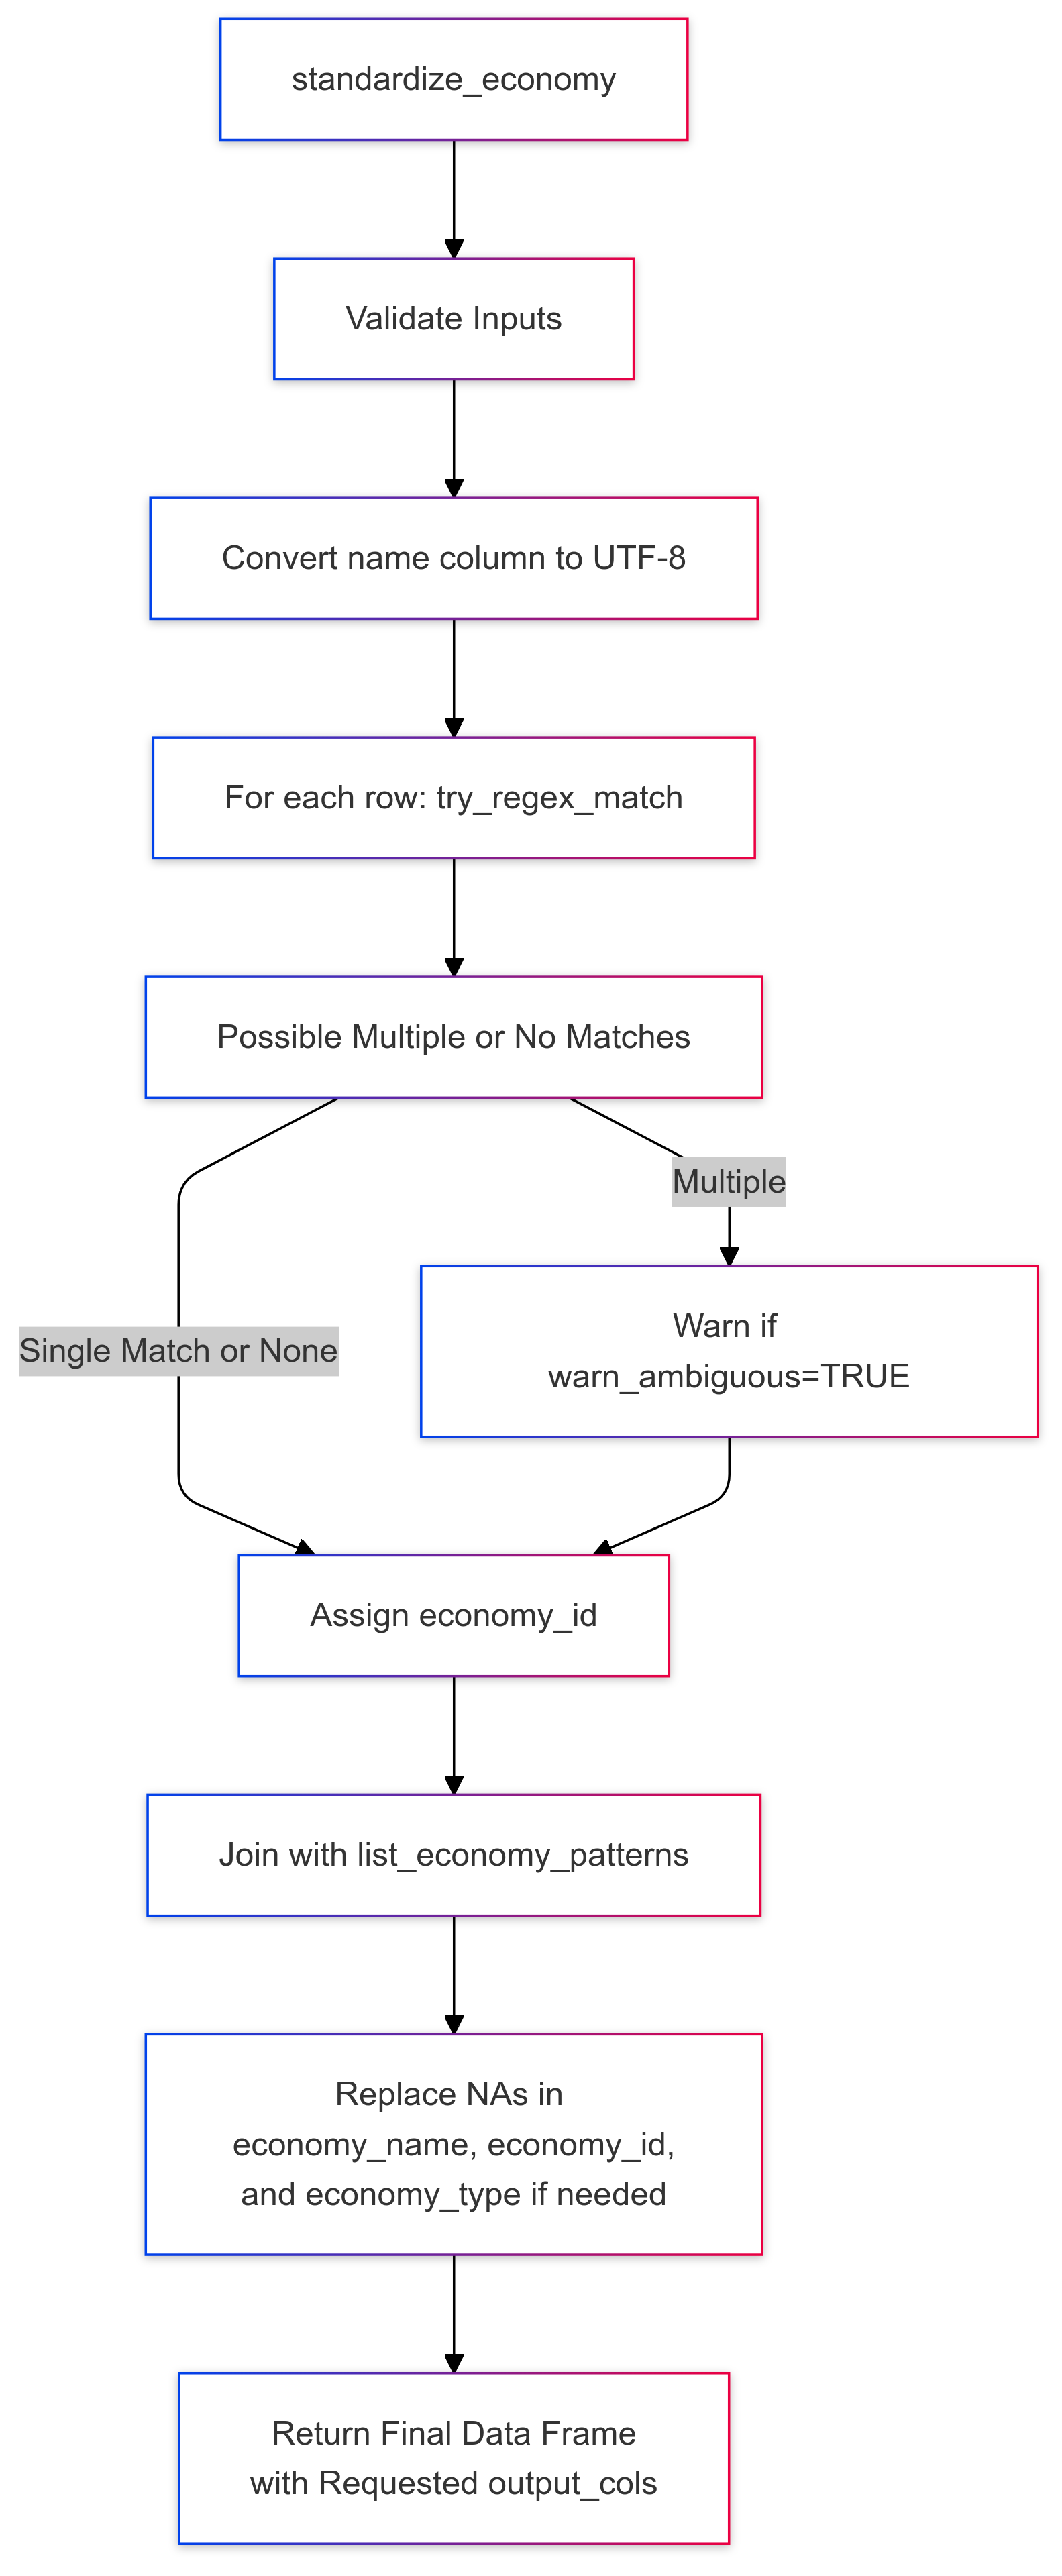 standardize_economy
Validate Inputs
Convert name column to UTF-8
For each row: try_regex_match
Possible Multiple or No Matches
Multiple
Warn if
warn_ambiguous=TRUE
Single Match or None
Assign economy_id
Join with list_economy_patterns
Replace NAs in
economy_name, economy_id,
and economy_type if needed
Return Final Data Frame
with Requested output_cols